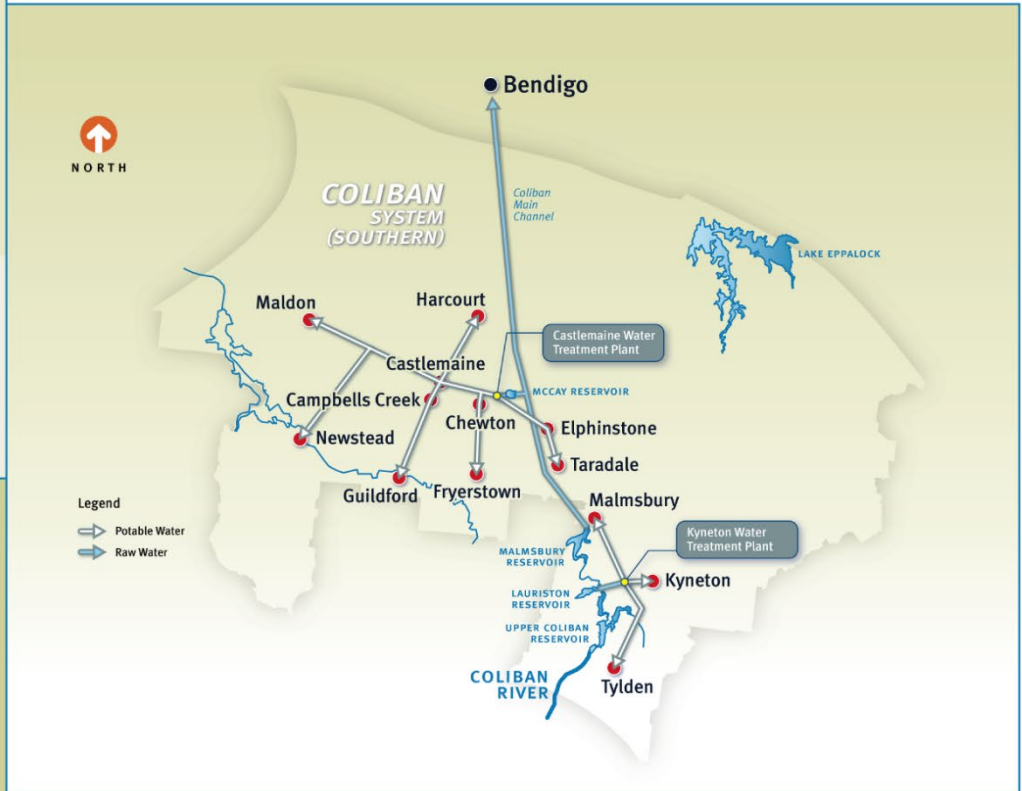 Bendigo
NORTH
COLIBAN
SYSTEM
(SOUTHERN)
Coliban
Main
Channel
LAKE EPPALOCK
Maldon
Harcourt
Castlemaine Water
Treatment Plant
Castlemaine
MCCAY RESERVOIR
Campbells Creek
Chewton
Elphinstone
Newstead
Taradale
Guildford
Fryerstown
Malmsbury
Legend
Potable Water
Raw Water
Kyneton Water
Treatment Plant
MALMSBURY
RESERVOIR
Kyneton
LAURISTON
RESERVOIR
UPPER COLIBAN
RESERVOIR
COLIBAN
RIVER
Tylden